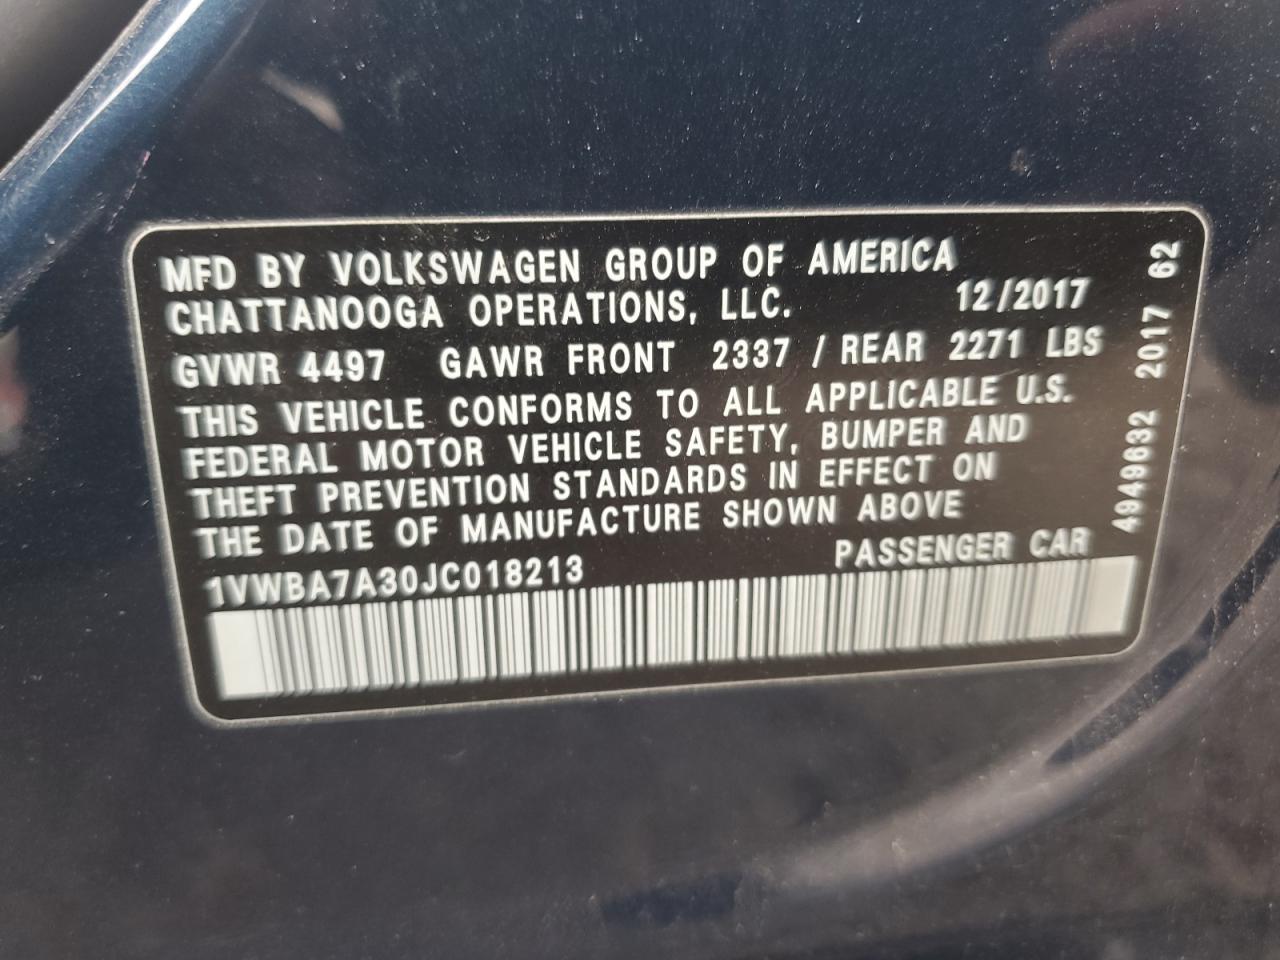 MFD BY VOLKSWAGEN GROUP OF AMERICA
CHATTANOOGA OPERATIONS, LLC. 12/2017
GVWR 4497 GAWR FRONT 2337 / REAR 2271 LBS
THIS VEHICLE CONFORMS TO ALL APPLICABLE U.S.
FEDERAL MOTOR VEHICLE SAFETY, BUMPER AND
THEFT PREVENTION STANDARDS IN EFFECT ON
THE DATE OF MANUFACTURE SHOWN ABOVE
1VWBA7A30JC018213 PASSENGER CAR
4949632 2017 62